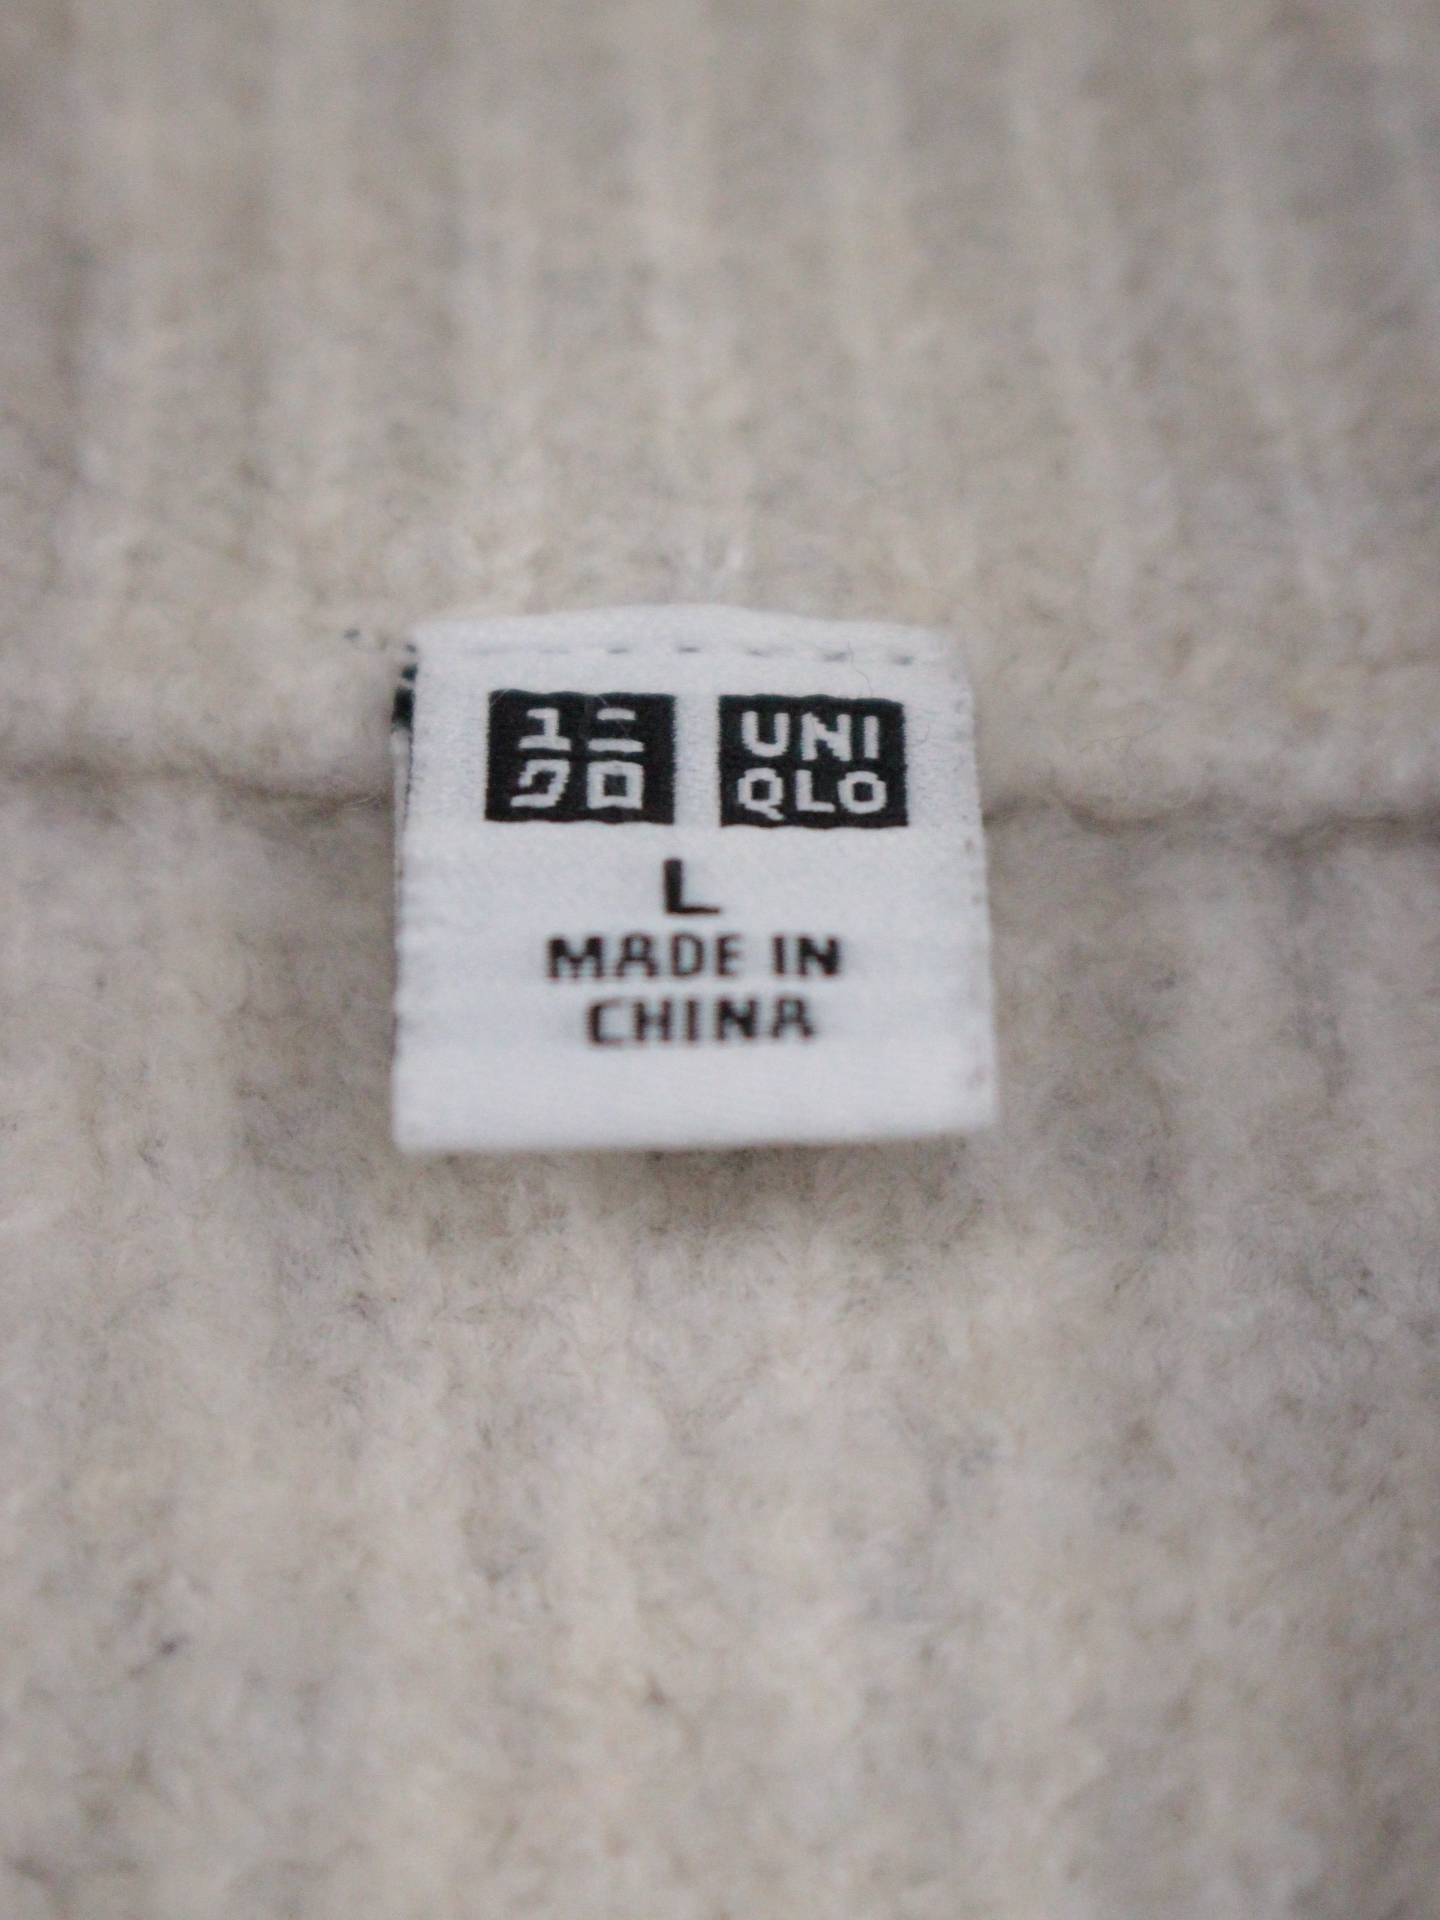 ユニ
クロ
UNI
QLO
L
MADE IN
CHINA